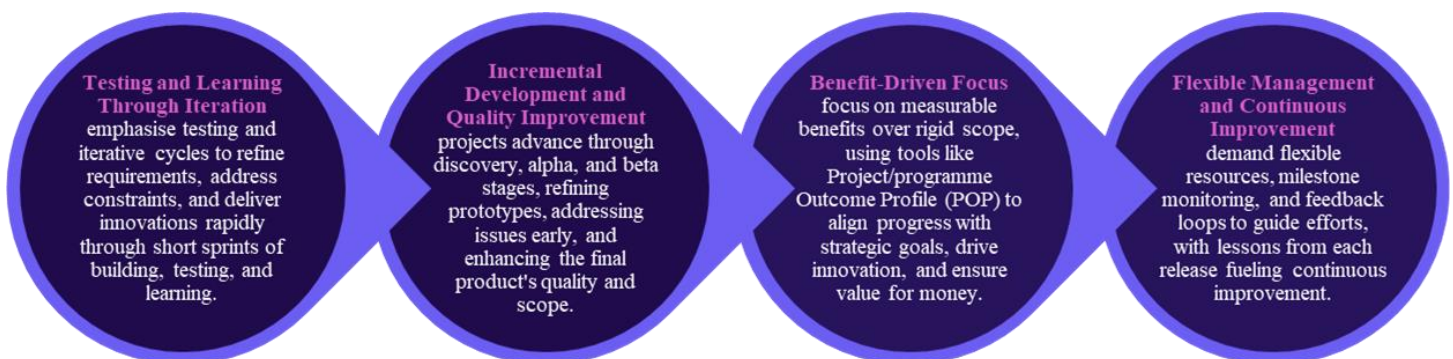 Testing and Learning
Through Iteration
emphasise testing and
iterative cycles to refine
requirements, address
constraints, and deliver
innovations rapidly
through short sprints of
building, testing, and
learning.
Incremental
Development and
Quality Improvement
projects advance through
discovery, alpha, and beta
stages, refining
prototypes, addressing
issues early, and
enhancing the final
product's quality and
scope.
Benefit-Driven Focus
focus on measurable
benefits over rigid scope,
using tools like
Project/programme
Outcome Profile (POP) to
align progress with
strategic goals, drive
innovation, and ensure
value for money.
Flexible Management
and Continuous
Improvement
demand flexible
resources, milestone
monitoring, and feedback
loops to guide efforts,
with lessons from each
release fueling continuous
improvement.